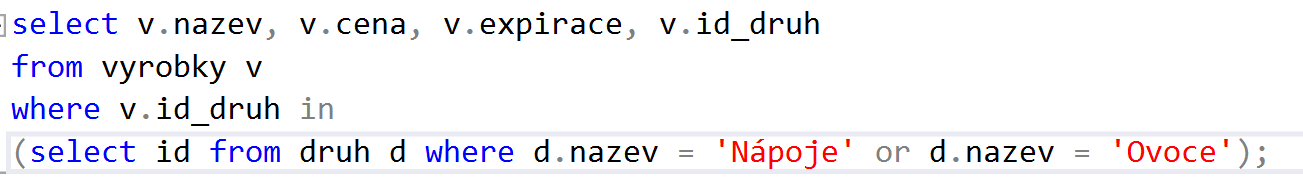 select v.nazev, v.cena, v.expirace, v.id_druh
from vyrobky v
where v.id_druh in
(select id from druh d where d.nazev = 'Nápoje' or d.nazev = 'Ovoce');